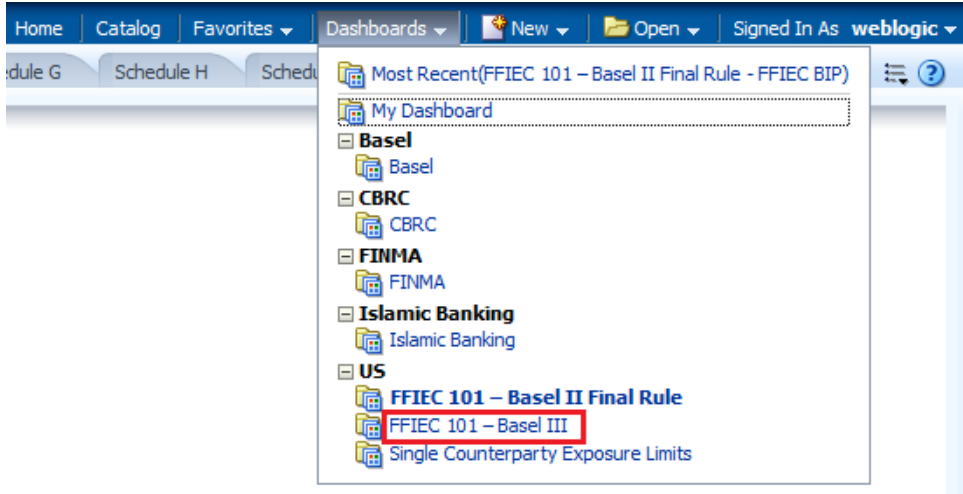 Home Catalog Favorites Dashboards New Open Signed In As weblogic
edule G Schedule H Schedu
Most Recent(FFIEC 101 – Basel II Final Rule - FFIEC BIP)
My Dashboard
Basel
Basel
CBRC
CBRC
FINMA
FINMA
Islamic Banking
Islamic Banking
US
FFIEC 101 – Basel II Final Rule
FFIEC 101 – Basel III
Single Counterparty Exposure Limits